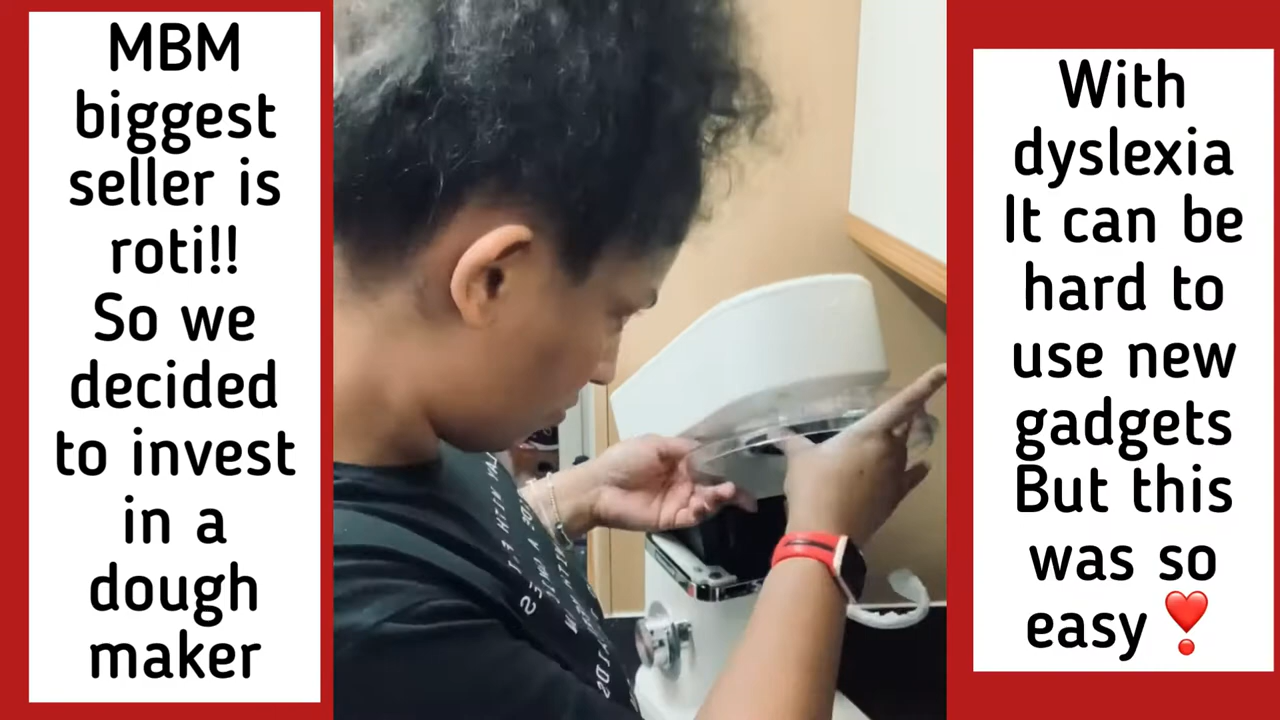 MBM
biggest
seller is
roti!!
So we
decided
to invest
in a
dough
maker
With
dyslexia
It can be
hard to
use new
gadgets
But this
was so
easy❣️